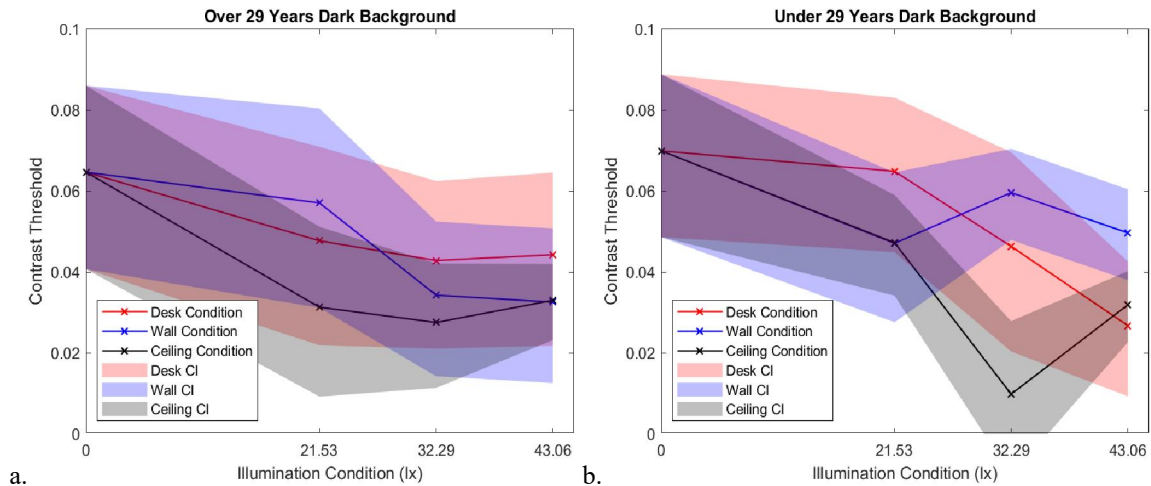 Over 29 Years Dark Background
0.1
0.08
0.06
0.04
0.02
0
Contrast Threshold
Desk Condition
Wall Condition
Ceiling Condition
Desk CI
Wall CI
Ceiling CI
0 21.53 32.29 43.06
Illumination Condition (lx)
a.
Under 29 Years Dark Background
0.1
0.08
0.06
0.04
0.02
0
Contrast Threshold
Desk Condition
Wall Condition
Ceiling Condition
Desk CI
Wall CI
Ceiling CI
0 21.53 32.29 43.06
Illumination Condition (lx)
b.